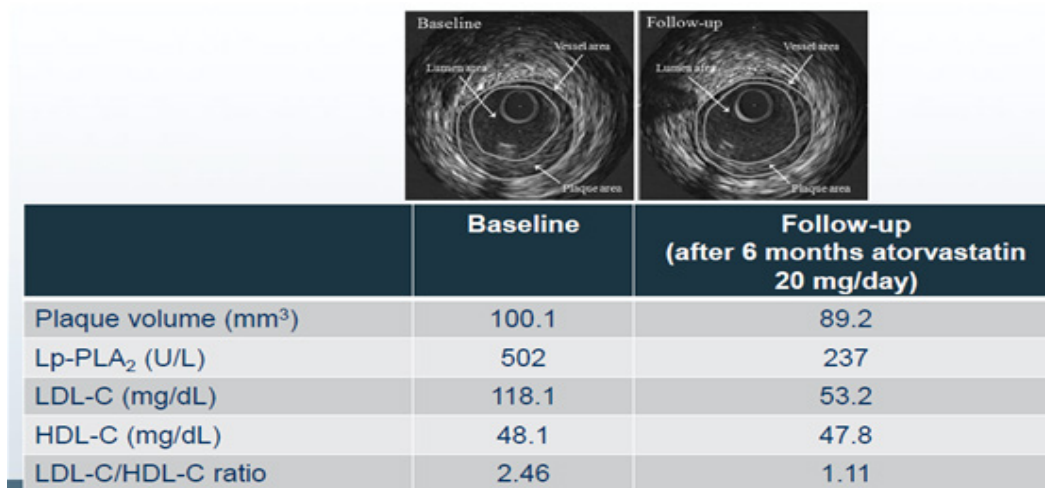 Baseline
Follow-up
Vessel area
Vessel area
Lumen area
Lumen area
Plaque area
Plaque area
Baseline Follow-up
(after 6 months atorvastatin
20 mg/day)
Plaque volume (mm³) 100.1 89.2
Lp-PLA₂ (U/L) 502 237
LDL-C (mg/dL) 118.1 53.2
HDL-C (mg/dL) 48.1 47.8
LDL-C/HDL-C ratio 2.46 1.11